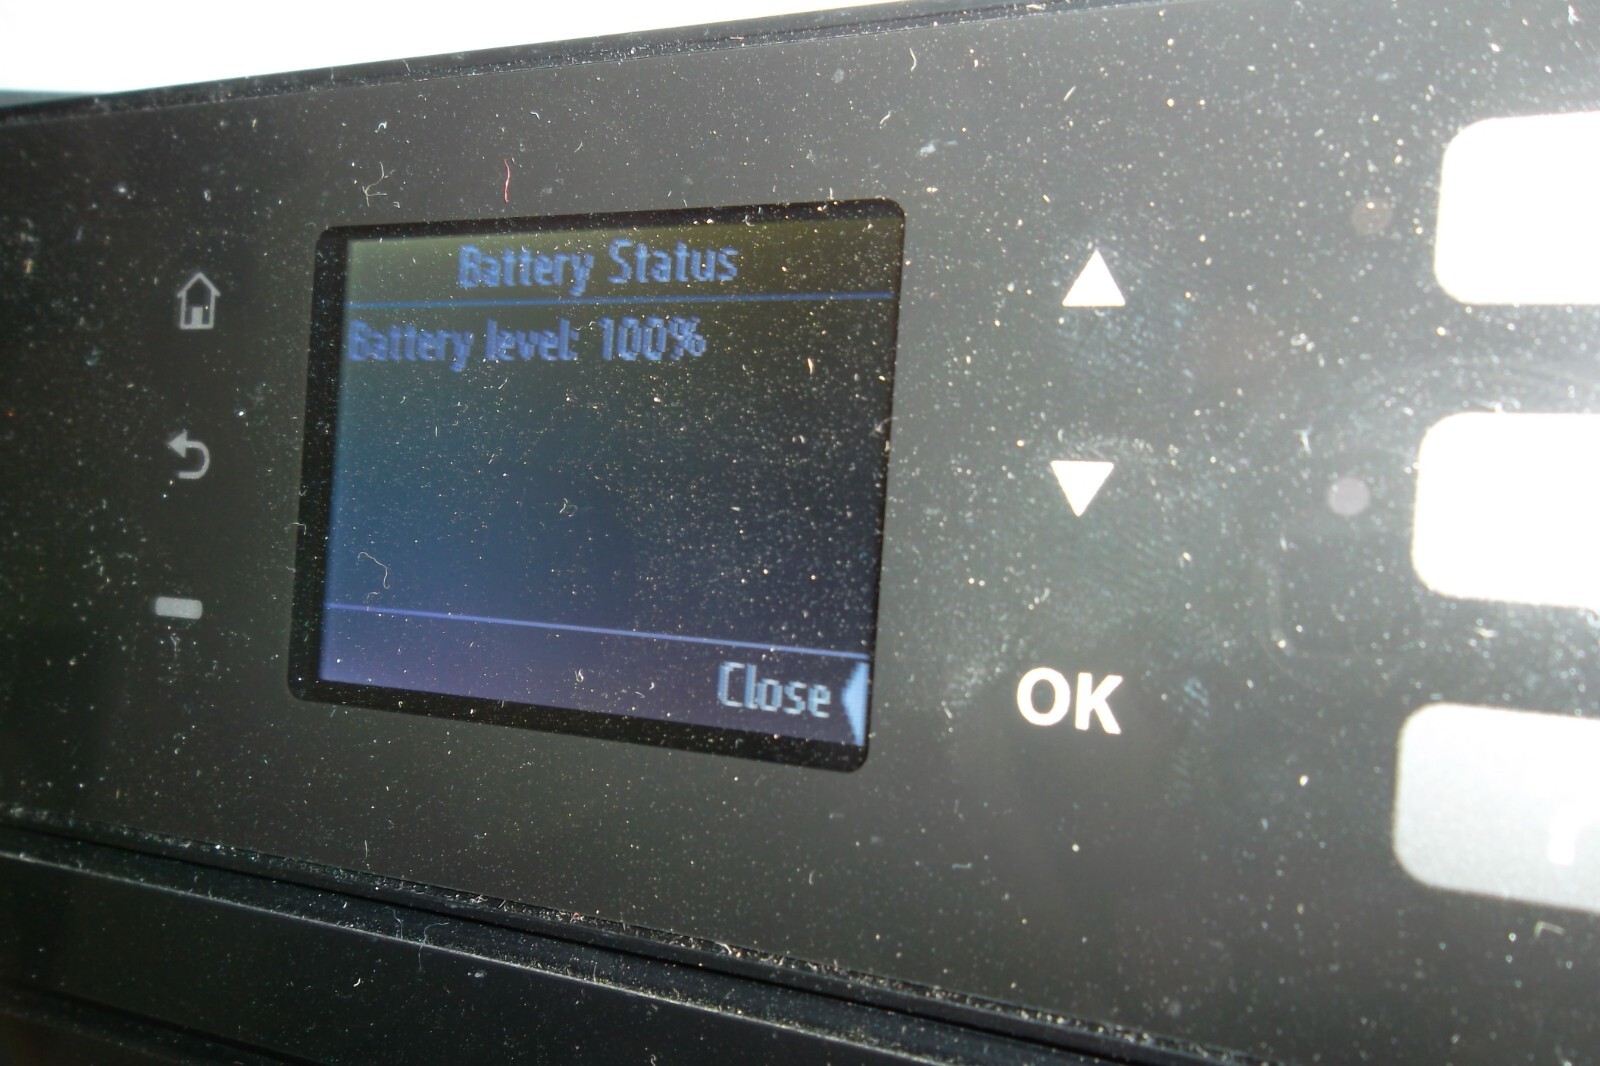 Battery Status
Battery level: 100%
Close
OK